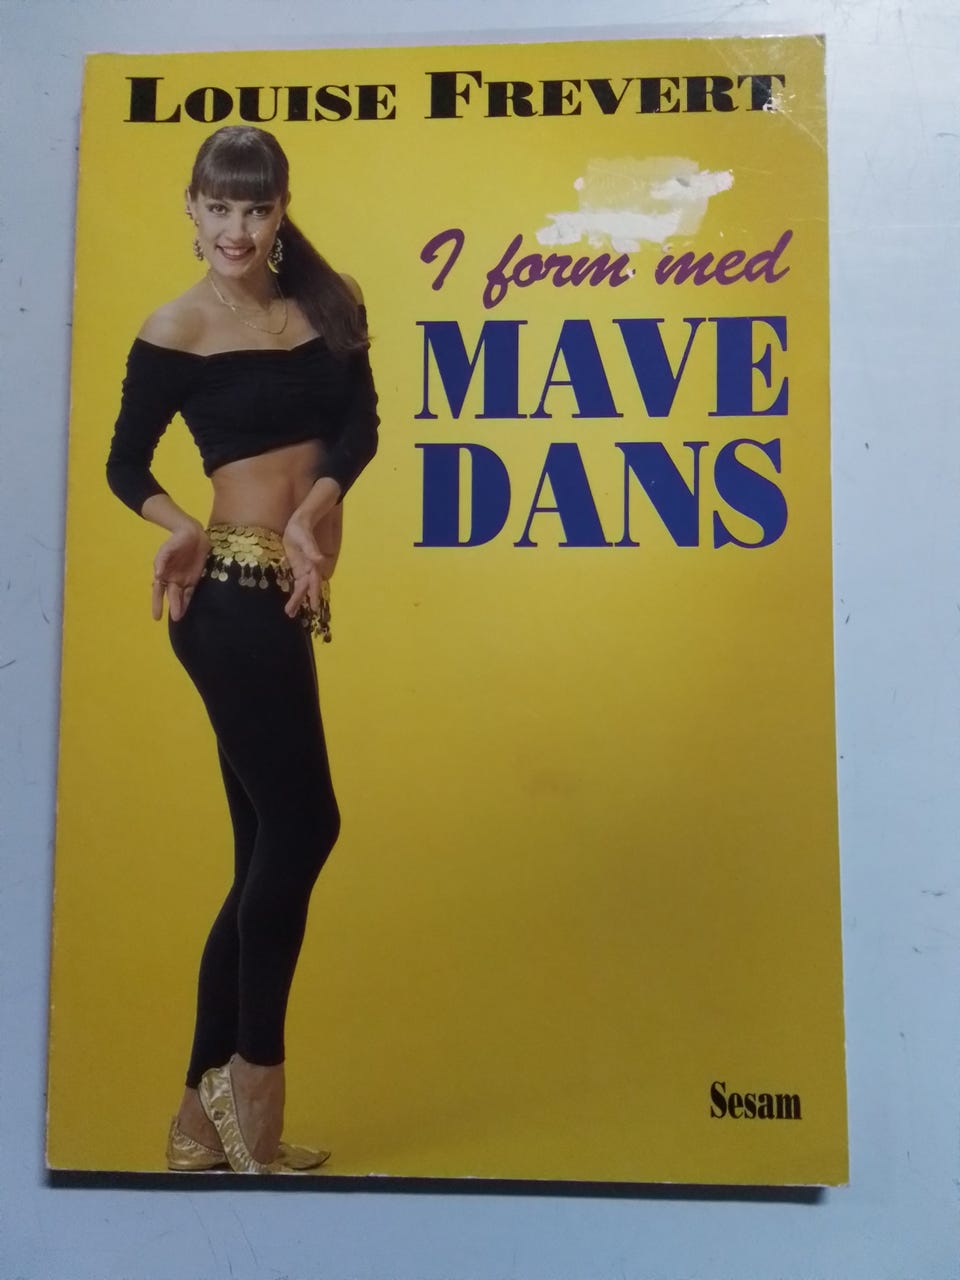 LOUISE FREVERT
I form med
MAVE
DANS
Sesam